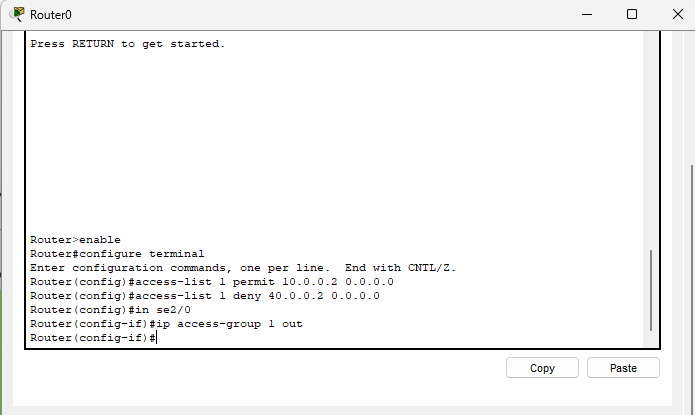 Router0
Press RETURN to get started.
Router>enable
Router#configure terminal
Enter configuration commands, one per line.  End with CNTL/Z.
Router(config)#access-list 1 permit 10.0.0.2 0.0.0.0
Router(config)#access-list 1 deny 40.0.0.2 0.0.0.0
Router(config)#in se2/0
Router(config-if)#ip access-group 1 out
Router(config-if)#
Copy Paste